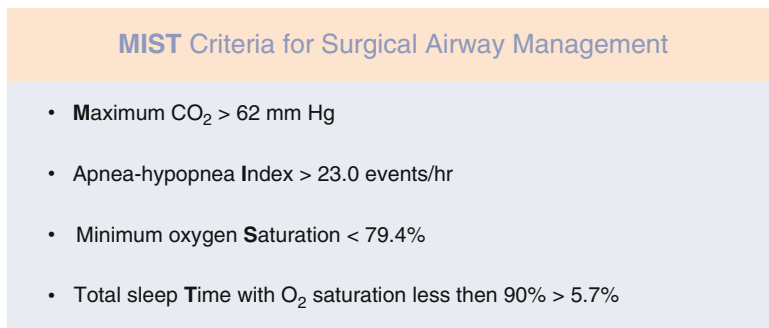 MIST Criteria for Surgical Airway Management
• Maximum CO₂ > 62 mm Hg
• Apnea-hypopnea Index > 23.0 events/hr
• Minimum oxygen Saturation < 79.4%
• Total sleep Time with O₂ saturation less then 90% > 5.7%